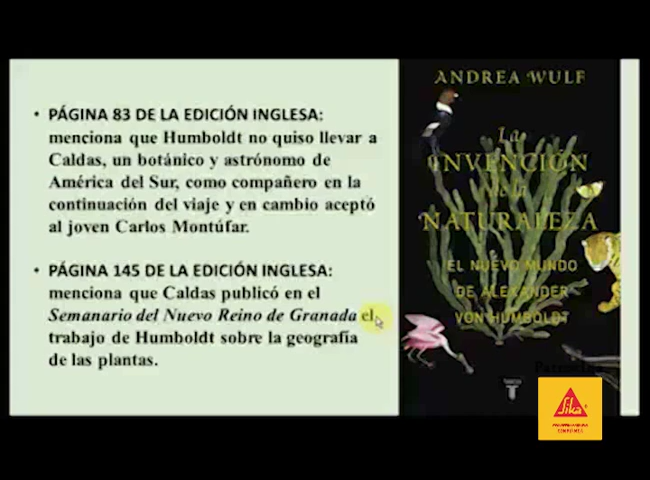 • PÁGINA 83 DE LA EDICIÓN INGLESA:
menciona que Humboldt no quiso llevar a
Caldas, un botánico y astrónomo de
América del Sur, como compañero en la
continuación del viaje y en cambio aceptó
al joven Carlos Montúfar.
• PÁGINA 145 DE LA EDICIÓN INGLESA:
menciona que Caldas publicó en el
Semanario del Nuevo Reino de Granada el
trabajo de Humboldt sobre la geografía
de las plantas.
ANDREA WULF
La
INVENCIÓN
de la
NATURALEZA
EL NUEVO MUNDO
DE ALEXANDER
VON HUMBOLDT
Sika